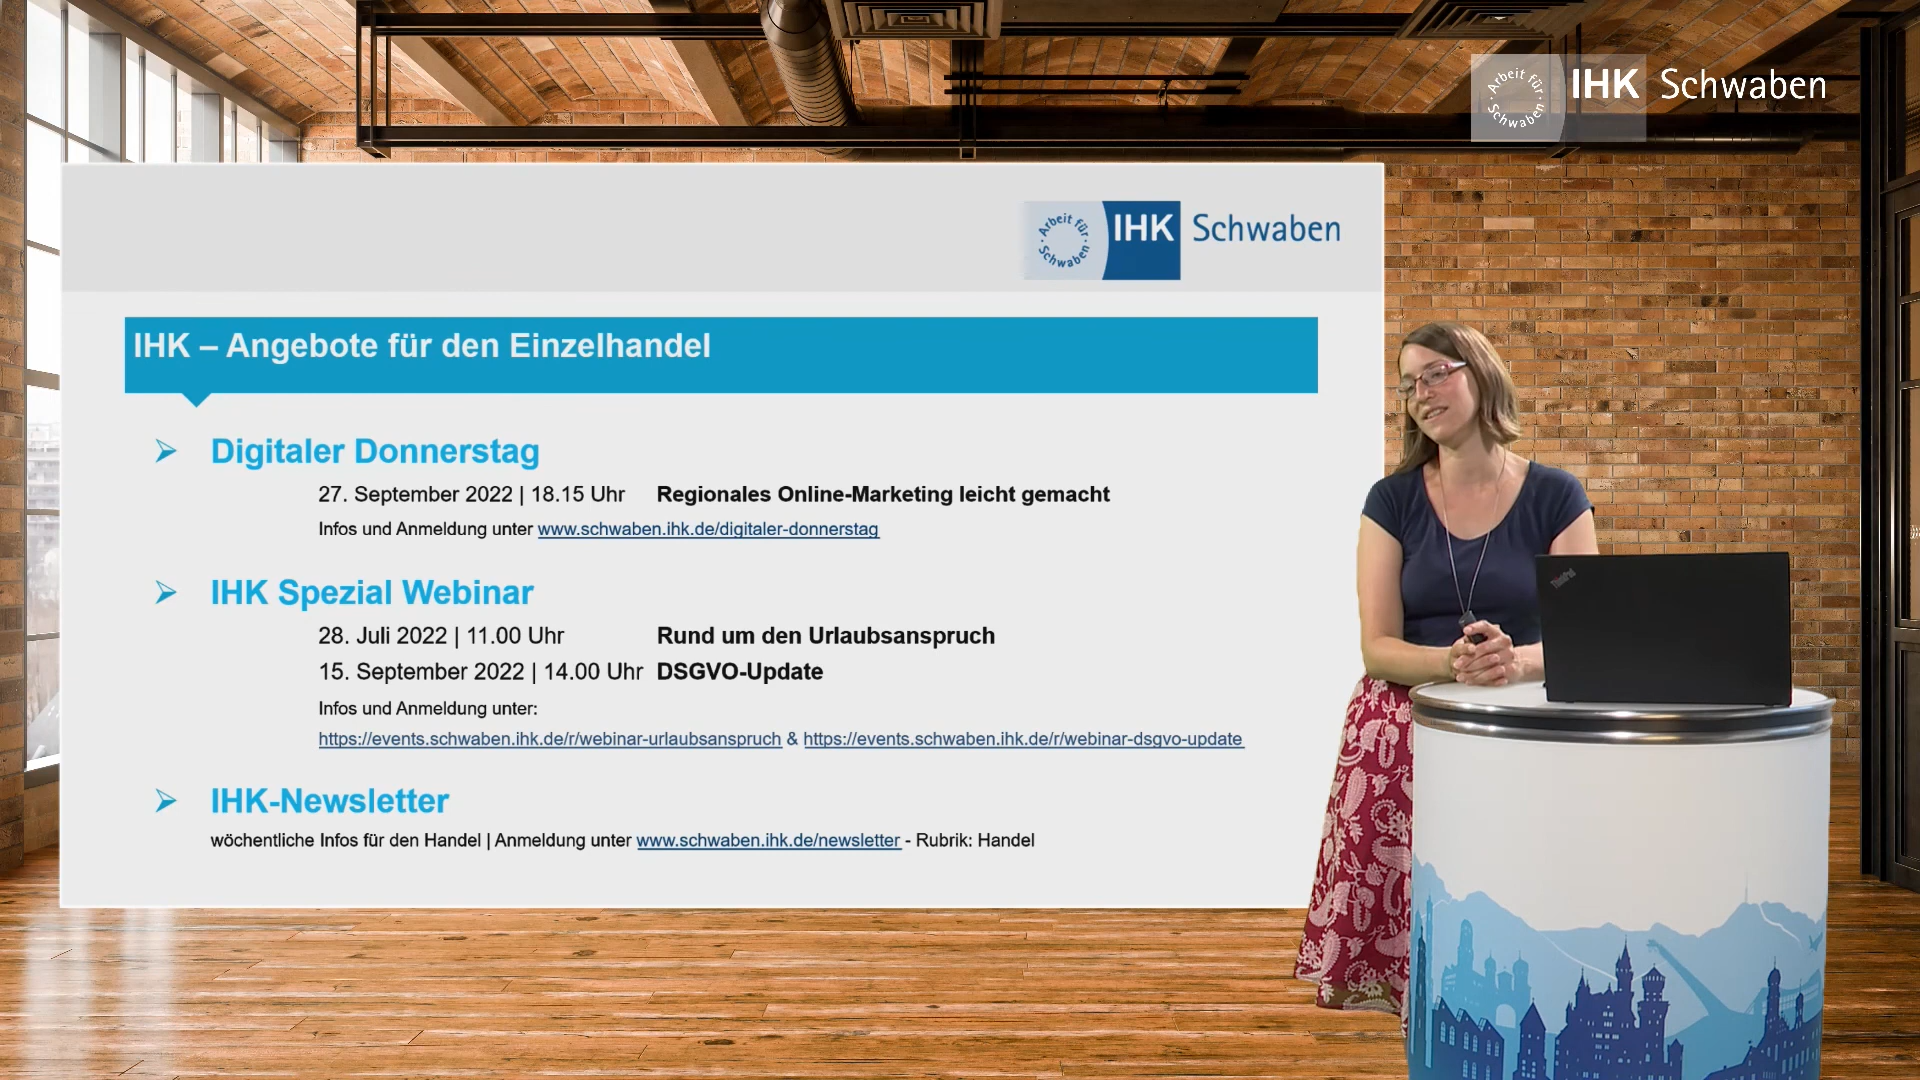 Arbeit für Schwaben
IHK Schwaben
Arbeit für Schwaben
IHK Schwaben
IHK – Angebote für den Einzelhandel
Digitaler Donnerstag
27. September 2022 | 18.15 Uhr Regionales Online-Marketing leicht gemacht
Infos und Anmeldung unter www.schwaben.ihk.de/digitaler-donnerstag
IHK Spezial Webinar
28. Juli 2022 | 11.00 Uhr Rund um den Urlaubsanspruch
15. September 2022 | 14.00 Uhr DSGVO-Update
Infos und Anmeldung unter:
https://events.schwaben.ihk.de/r/webinar-urlaubsanspruch & https://events.schwaben.ihk.de/r/webinar-dsgvo-update
IHK-Newsletter
wöchentliche Infos für den Handel | Anmeldung unter www.schwaben.ihk.de/newsletter - Rubrik: Handel
ThinkPad